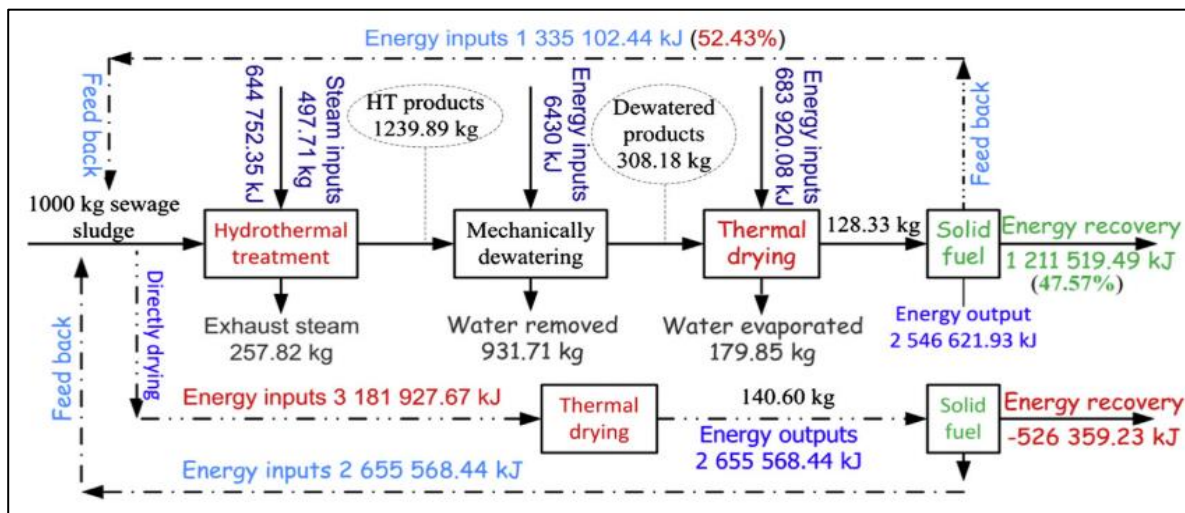 Energy inputs 1 335 102.44 kJ (52.43%)
Feed back
644 752.35 kJ
497.71 kg
Steam inputs
HT products
1239.89 kg
6430 kJ
Energy inputs
Dewatered
products
308.18 kg
683 920.08 kJ
Energy inputs
Feed back
1000 kg sewage
sludge
Hydrothermal
treatment
Mechanically
dewatering
Thermal
drying
128.33 kg
Solid
fuel
Energy recovery
1 211 519.49 kJ
(47.57%)
Exhaust steam
257.82 kg
Water removed
931.71 kg
Water evaporated
179.85 kg
Energy output
2 546 621.93 kJ
Feed back
Directly drying
Energy inputs 3 181 927.67 kJ
Thermal
drying
140.60 kg
Energy outputs
2 655 568.44 kJ
Solid
fuel
Energy recovery
-526 359.23 kJ
Energy inputs 2 655 568.44 kJ